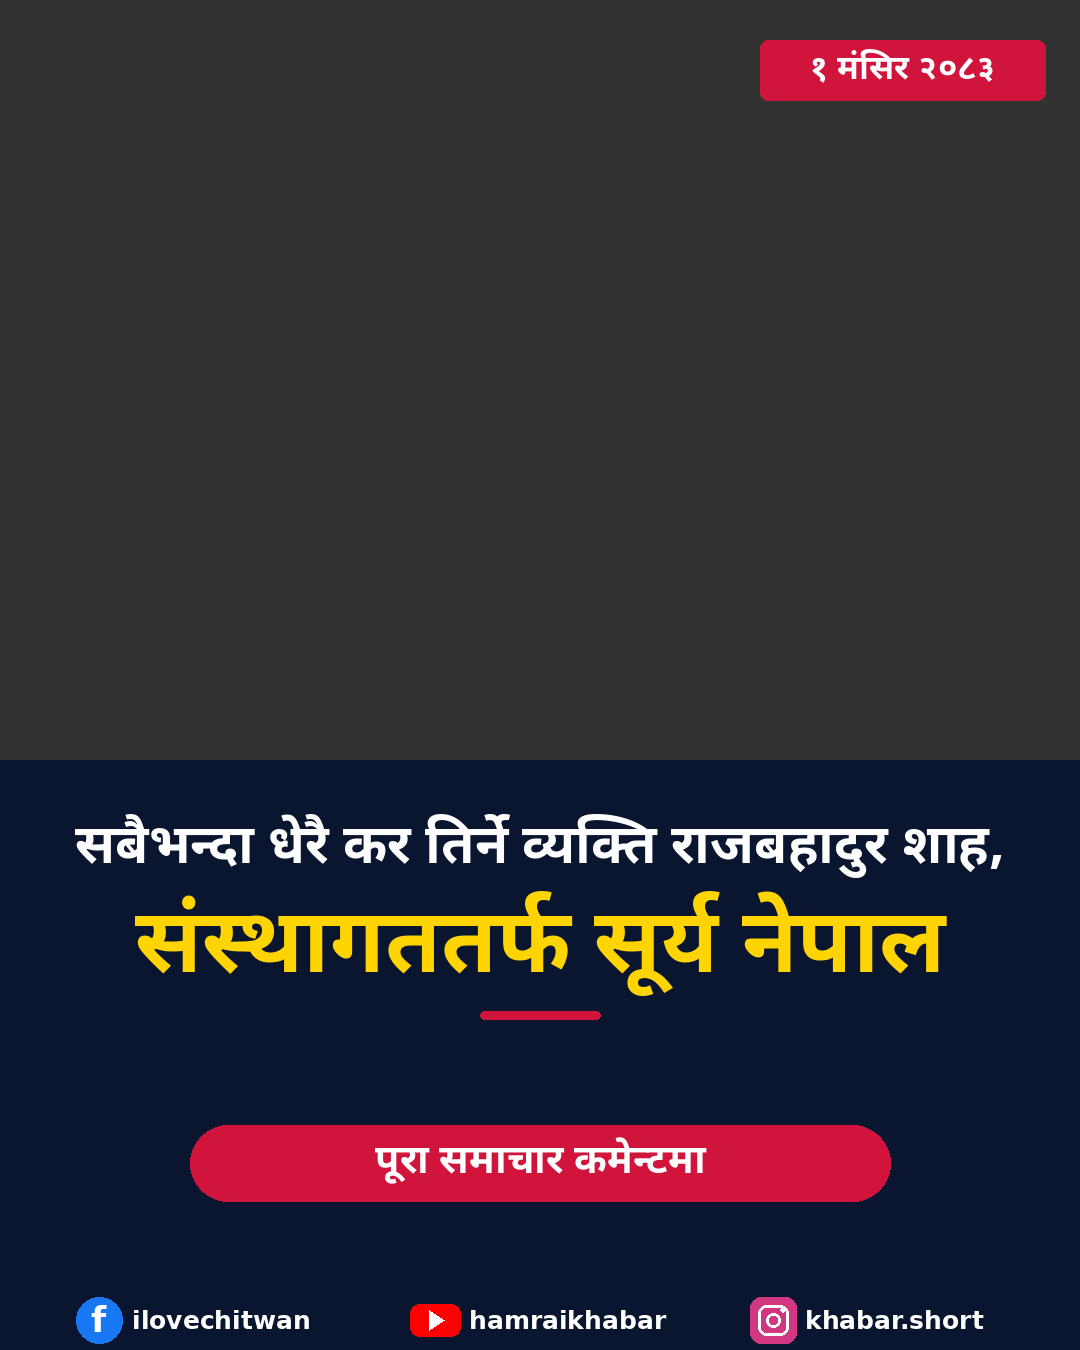 १ मंसिर २०८३
सबैभन्दा धेरै कर तिर्ने व्यक्ति राजबहादुर शाह,
संस्थागततर्फ सूर्य नेपाल
पूरा समाचार कमेन्टमा
ilovechitwan
hamraikhabar
khabar.short